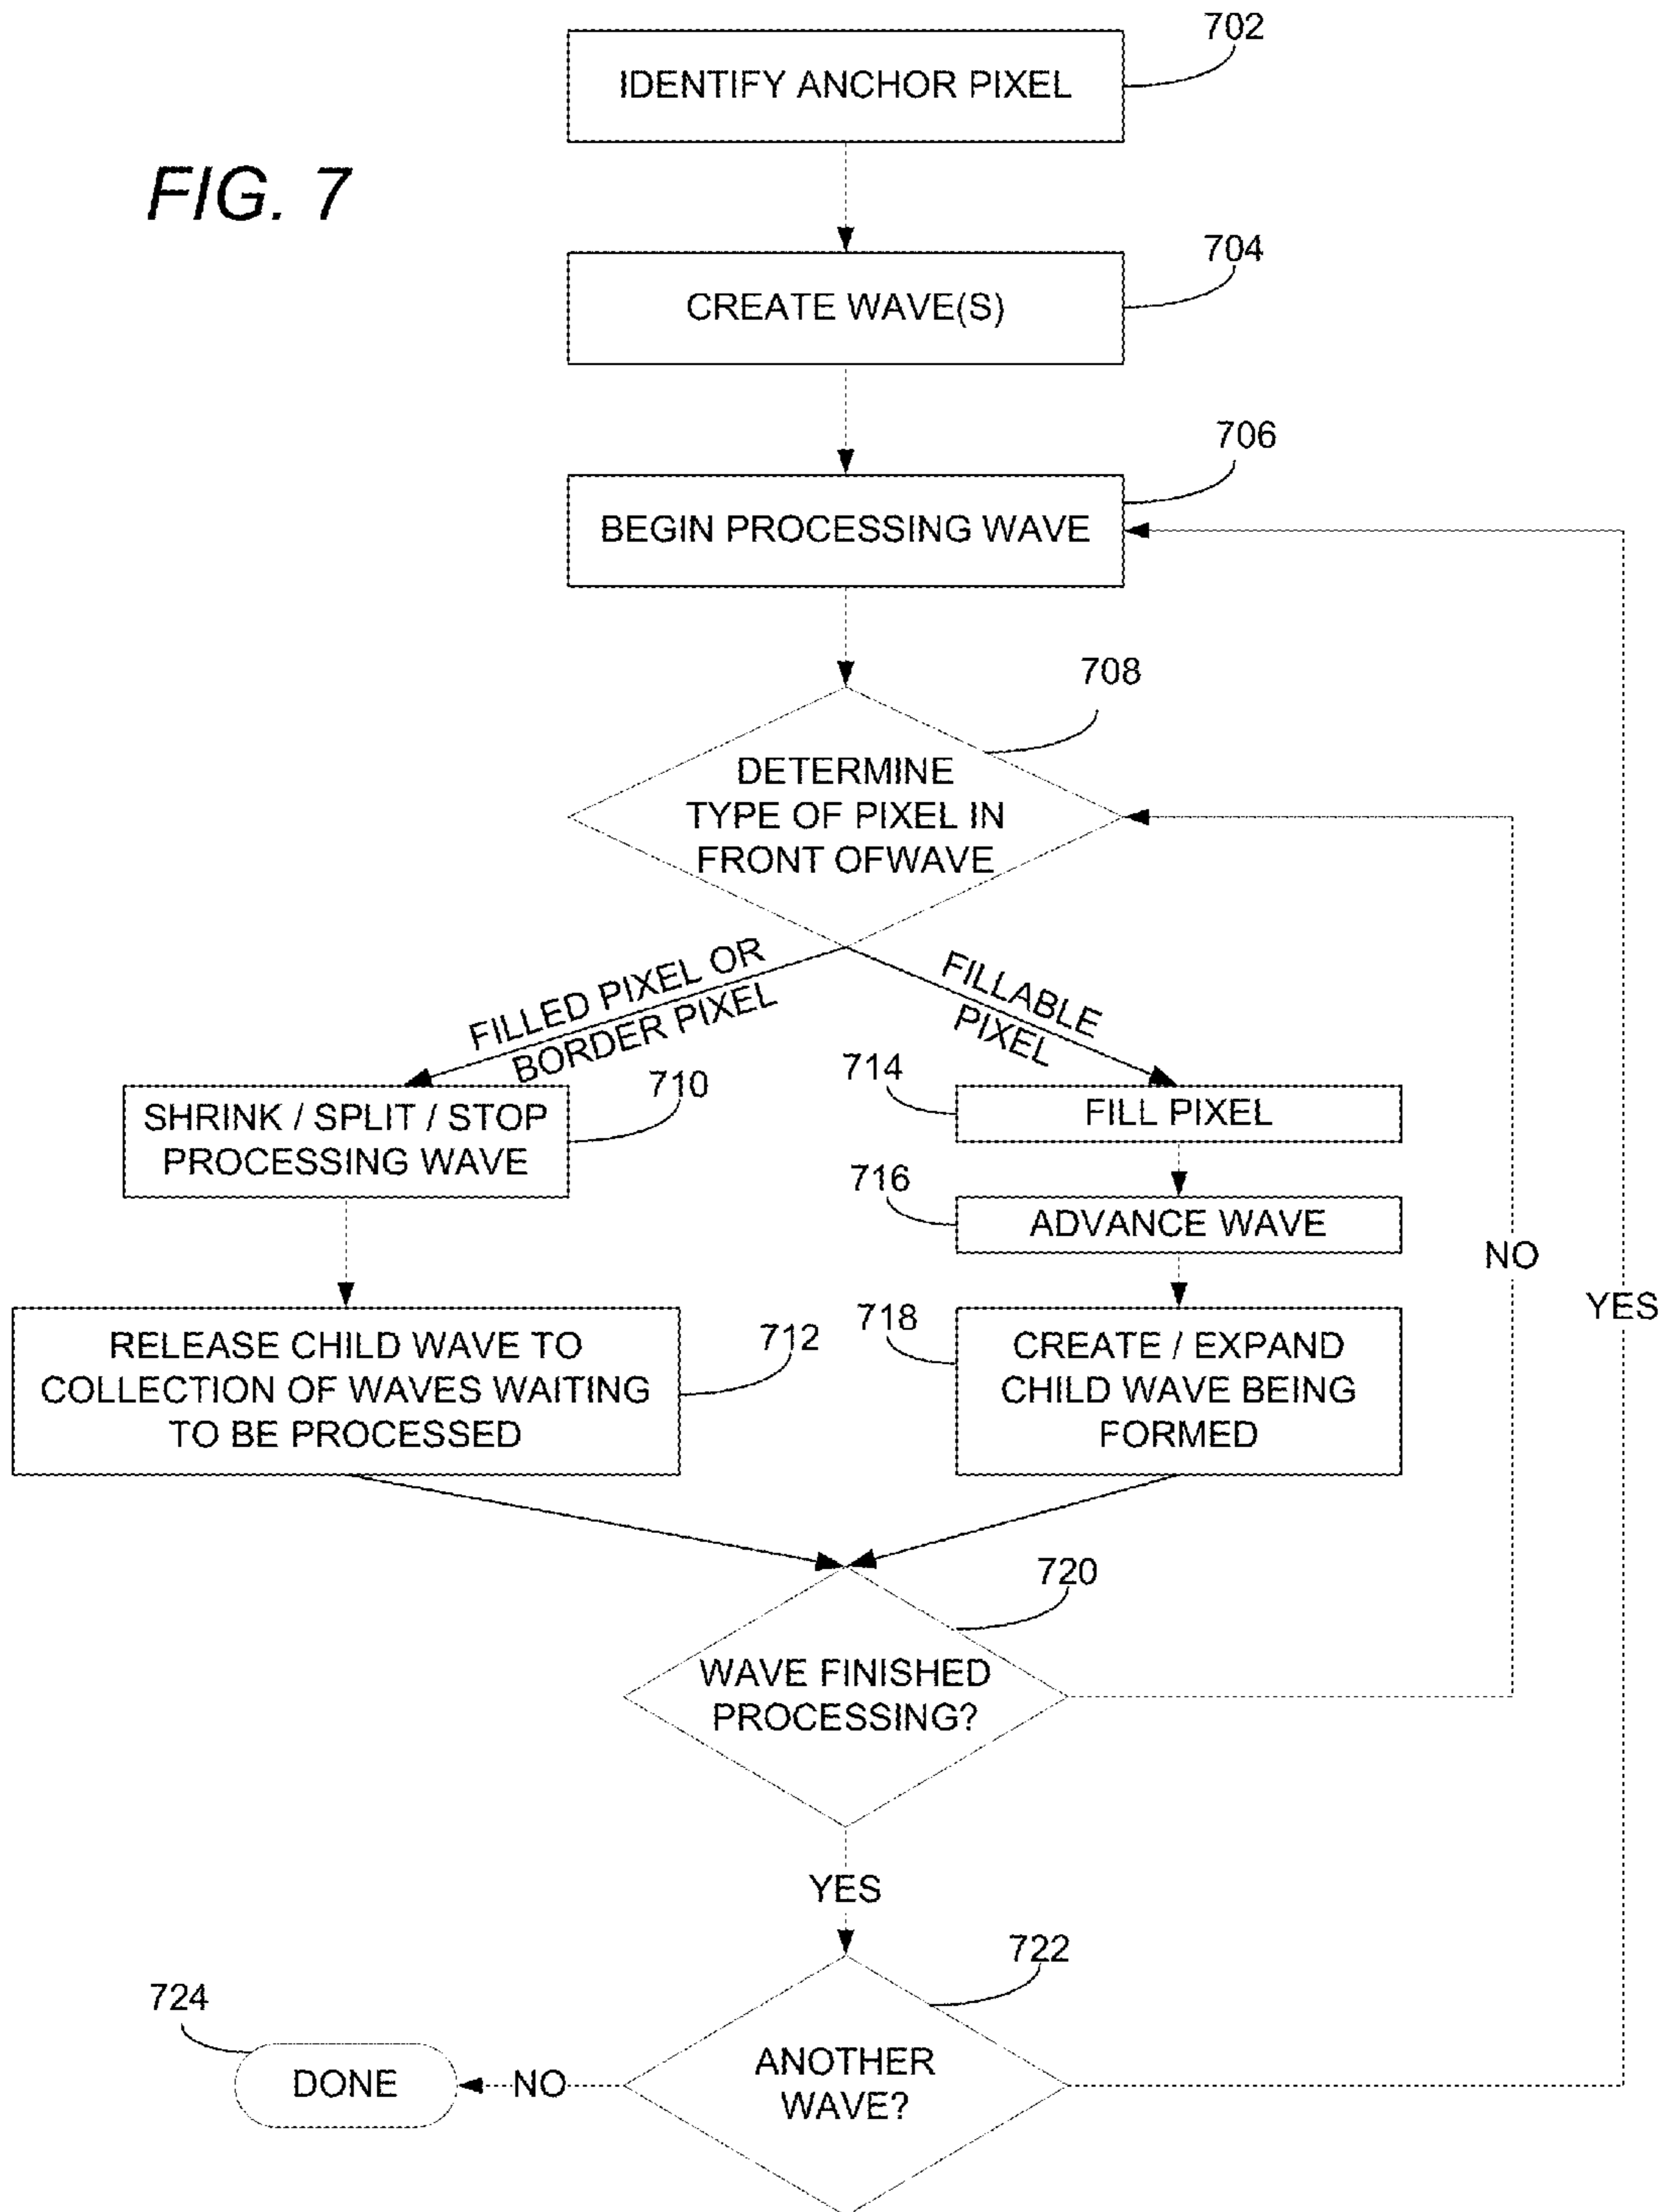 702
IDENTIFY ANCHOR PIXEL
FIG. 7
704
CREATE WAVE(S)
706
BEGIN PROCESSING WAVE
708
DETERMINE
TYPE OF PIXEL IN
FRONT OFWAVE
FILLED PIXEL OR
BORDER PIXEL
FILLABLE
PIXEL
710
SHRINK / SPLIT / STOP
PROCESSING WAVE
714
FILL PIXEL
716
ADVANCE WAVE
NO
YES
712
RELEASE CHILD WAVE TO
COLLECTION OF WAVES WAITING
TO BE PROCESSED
718
CREATE / EXPAND
CHILD WAVE BEING
FORMED
720
WAVE FINISHED
PROCESSING?
YES
722
ANOTHER
WAVE?
NO
724
DONE